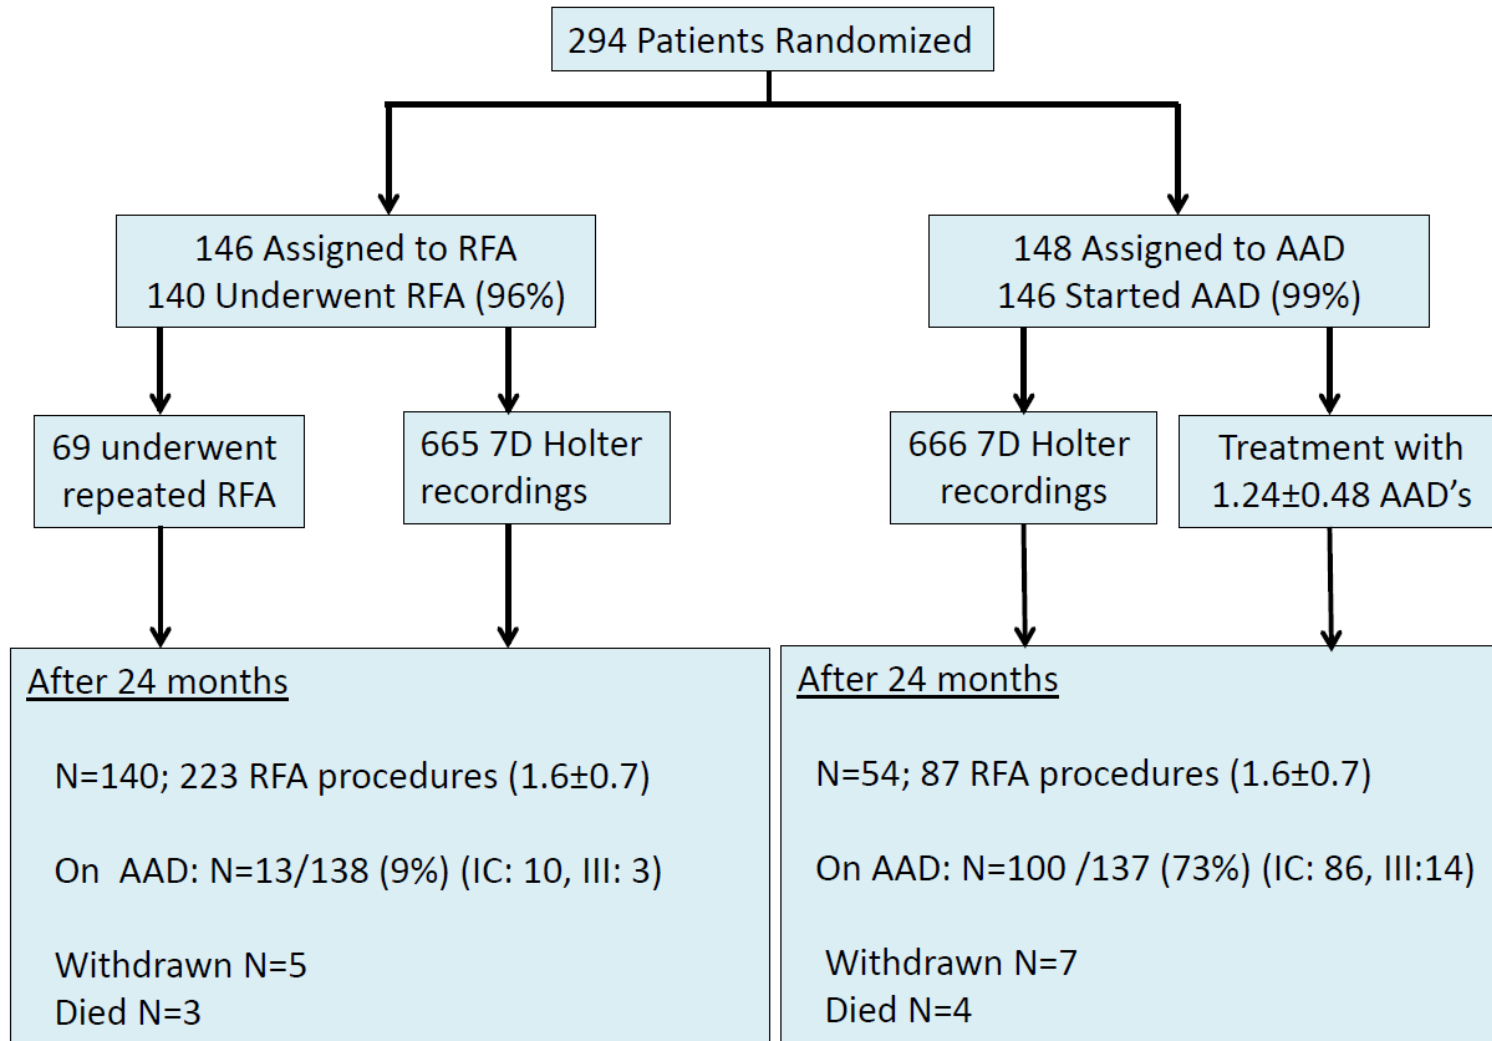 294 Patients Randomized
146 Assigned to RFA
140 Underwent RFA (96%)
148 Assigned to AAD
146 Started AAD (99%)
69 underwent
repeated RFA
665 7D Holter
recordings
666 7D Holter
recordings
Treatment with
1.24±0.48 AAD’s
After 24 months
N=140; 223 RFA procedures (1.6±0.7)
On AAD: N=13/138 (9%) (IC: 10, III: 3)
Withdrawn N=5
Died N=3
After 24 months
N=54; 87 RFA procedures (1.6±0.7)
On AAD: N=100 /137 (73%) (IC: 86, III:14)
Withdrawn N=7
Died N=4